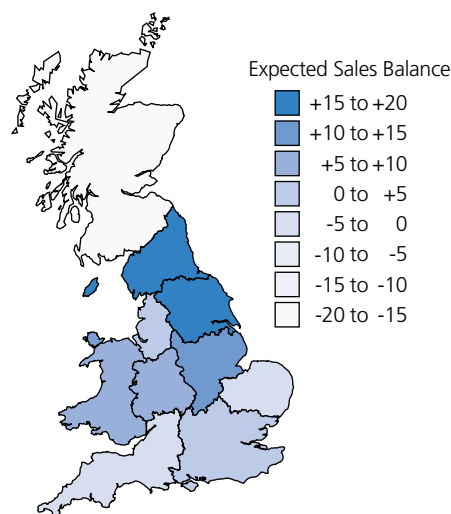 Expected Sales Balance
+15 to +20
+10 to +15
+5 to +10
0 to +5
-5 to 0
-10 to -5
-15 to -10
-20 to -15